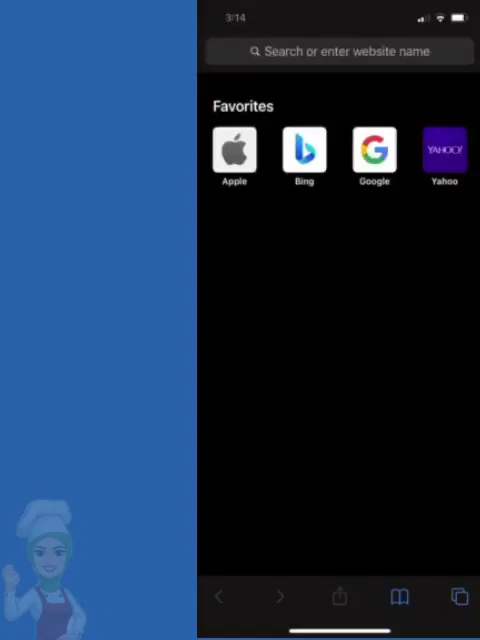 3:14
Search or enter website name
Favorites
YAHOO!
Apple Bing Google Yahoo